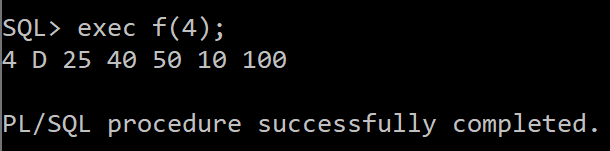 SQL> exec f(4);
4 D 25 40 50 10 100
PL/SQL procedure successfully completed.